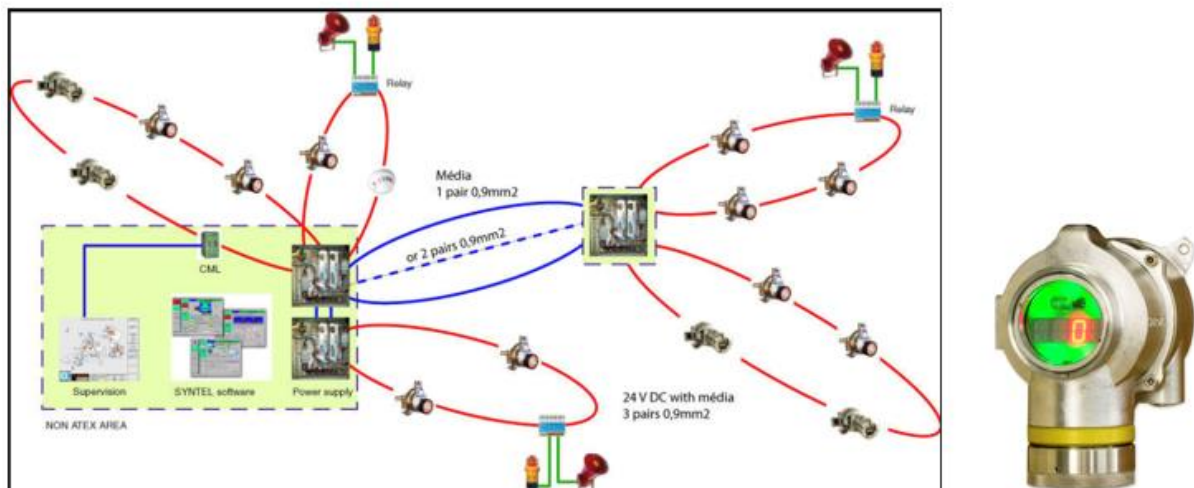 Relay
Relay
Média
1 pair 0,9mm2
or 2 pairs 0,9mm2
CML
Supervision
SYNTEL software
Power supply
24 V DC with média
3 pairs 0,9mm2
NON ATEX AREA
0